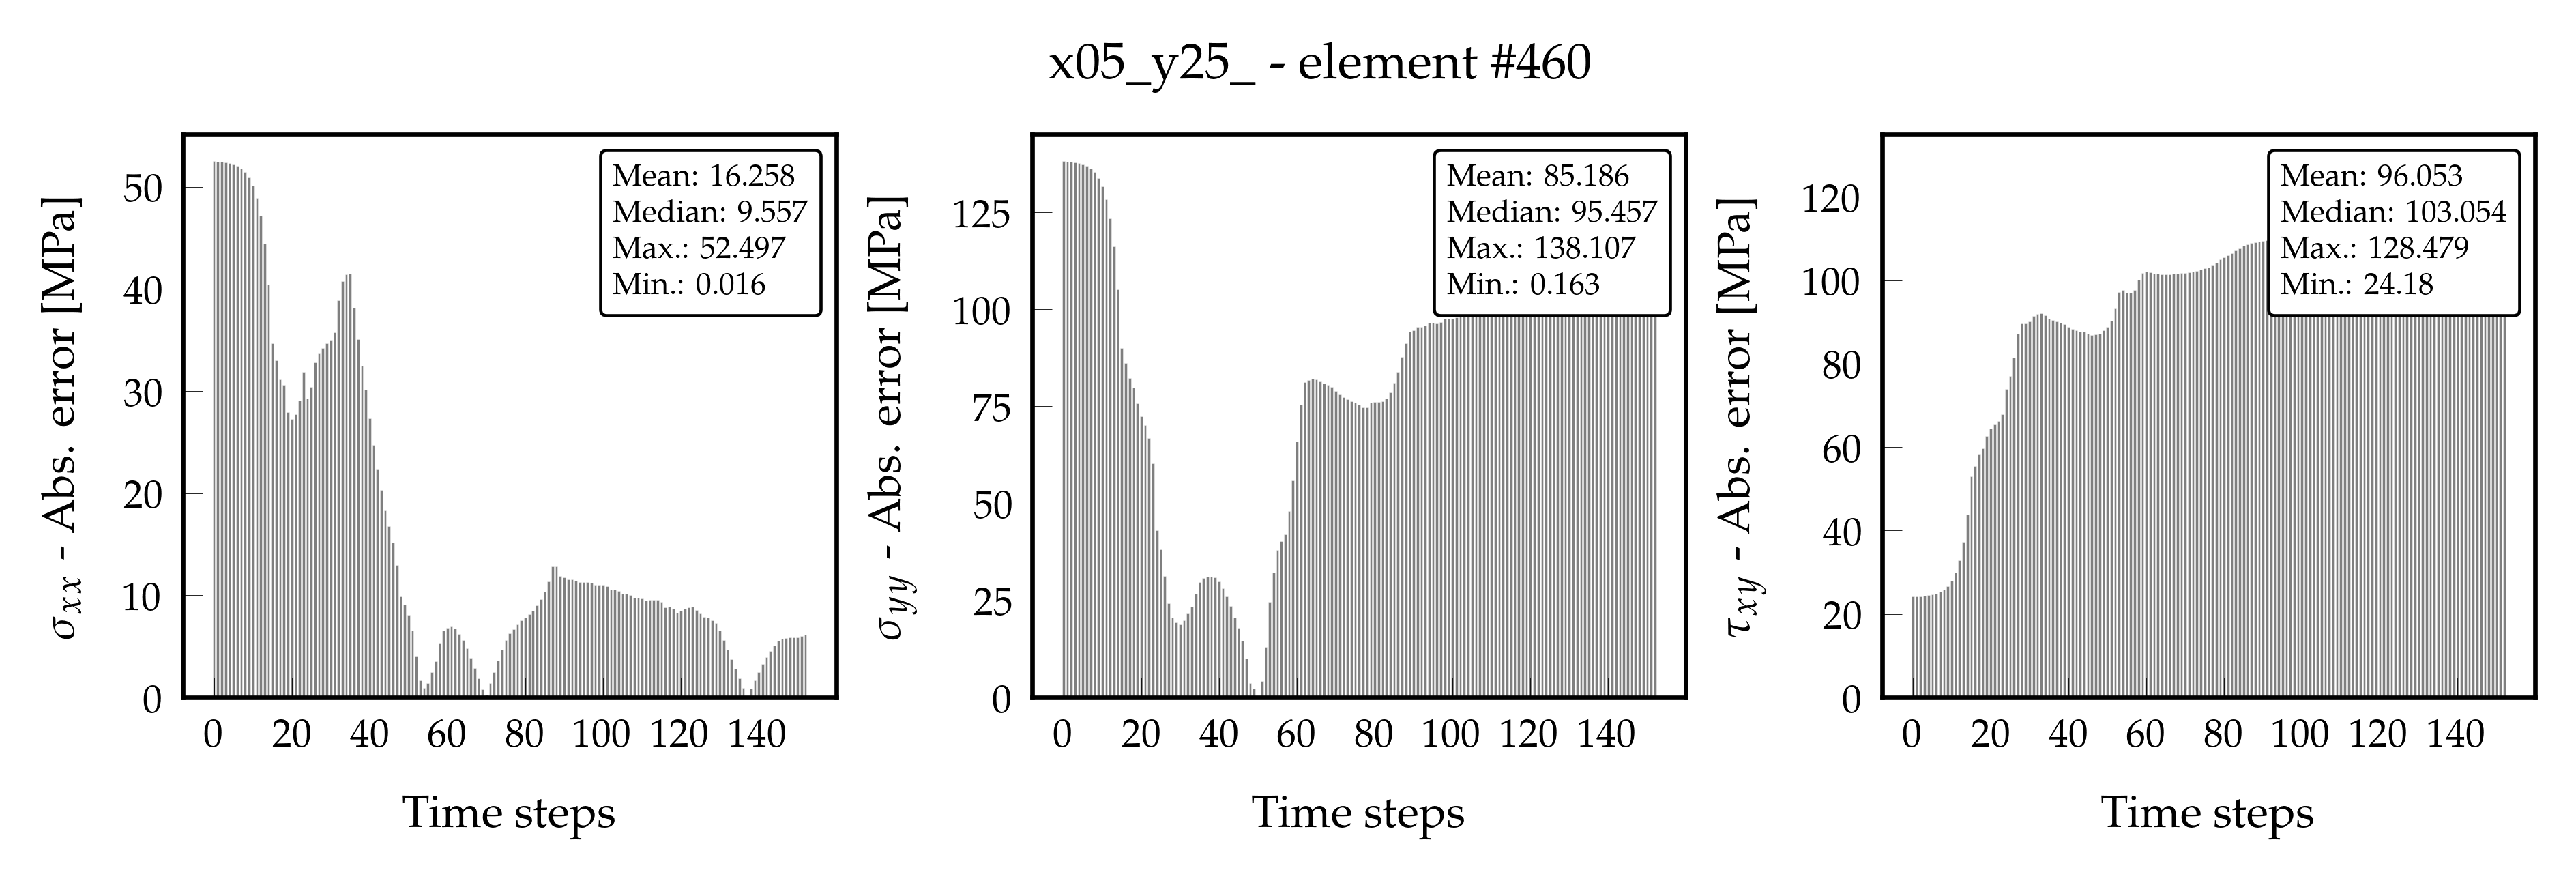 x05_y25_ - element #460
σxx - Abs. error [MPa]
50
40
30
20
10
0
Mean: 16.258
Median: 9.557
Max.: 52.497
Min.: 0.016
0 20 40 60 80 100 120 140
Time steps
σyy - Abs. error [MPa]
125
100
75
50
25
0
Mean: 85.186
Median: 95.457
Max.: 138.107
Min.: 0.163
0 20 40 60 80 100 120 140
Time steps
τxy - Abs. error [MPa]
120
100
80
60
40
20
0
Mean: 96.053
Median: 103.054
Max.: 128.479
Min.: 24.18
0 20 40 60 80 100 120 140
Time steps